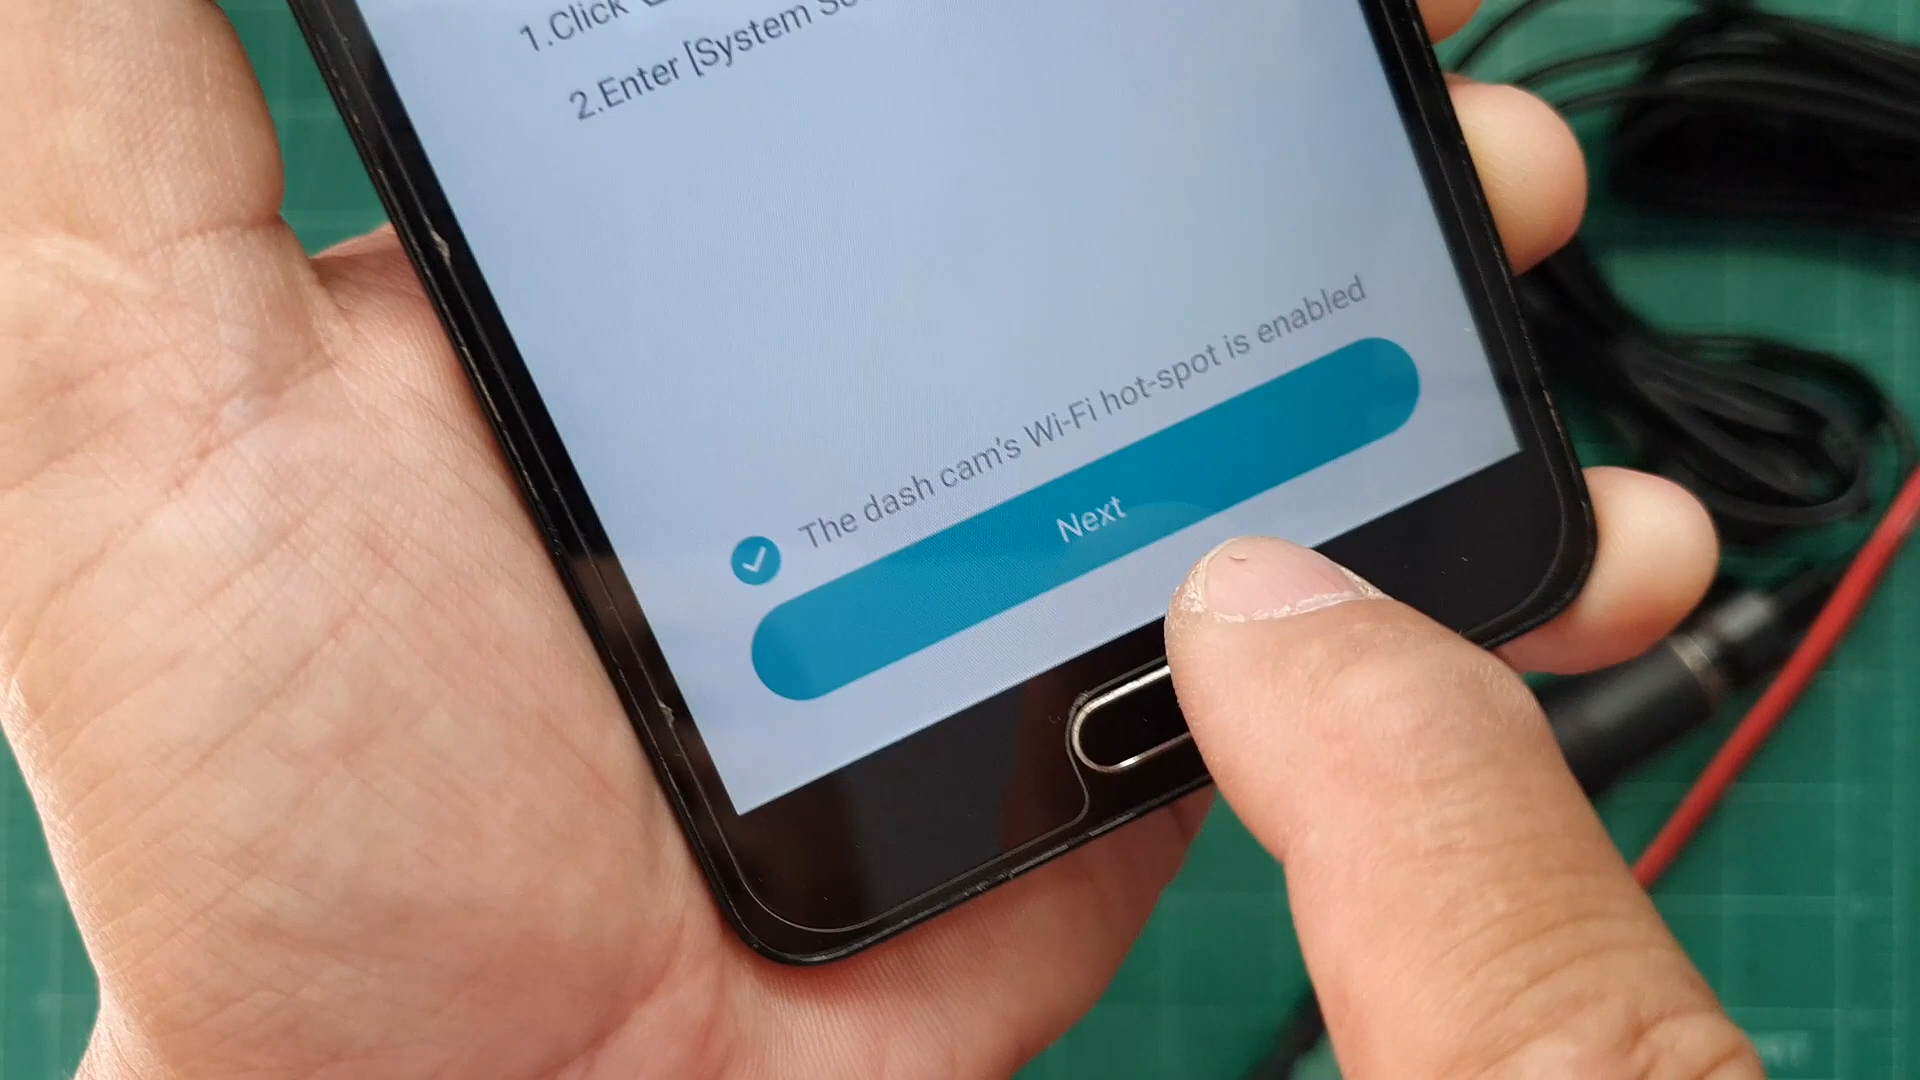 1.Click
2.Enter [System
The dash cam's Wi-Fi hot-spot is enabled
Next